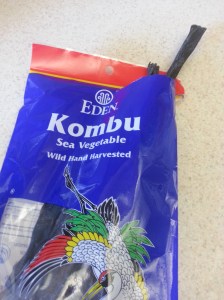 EDEN
Kombu
Sea Vegetable
Wild Hand Harvested